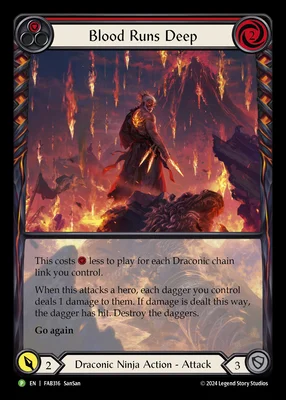 Blood Runs Deep
This costs less to play for each Draconic chain
link you control.
When this attacks a hero, each dagger you control
deals 1 damage to them. If damage is dealt this way,
the dagger has hit. Destroy the daggers.
Go again
2 Draconic Ninja Action - Attack 3
P EN | FAB316 SanSan © 2024 Legend Story Studios